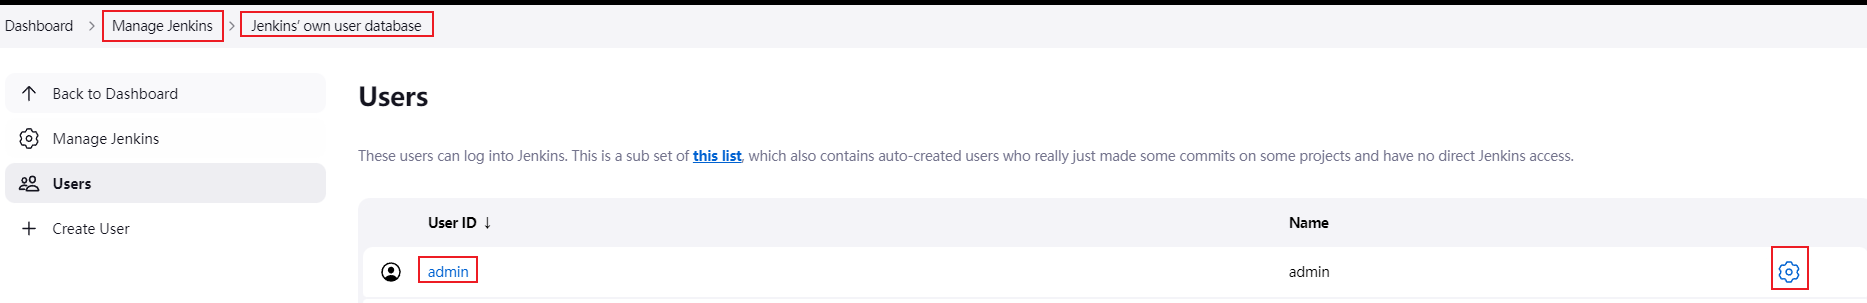 Dashboard > Manage Jenkins > Jenkins’ own user database
Back to Dashboard
Manage Jenkins
Users
Create User
Users
These users can log into Jenkins. This is a sub set of this list, which also contains auto-created users who really just made some commits on some projects and have no direct Jenkins access.
User ID ↓ Name
admin admin